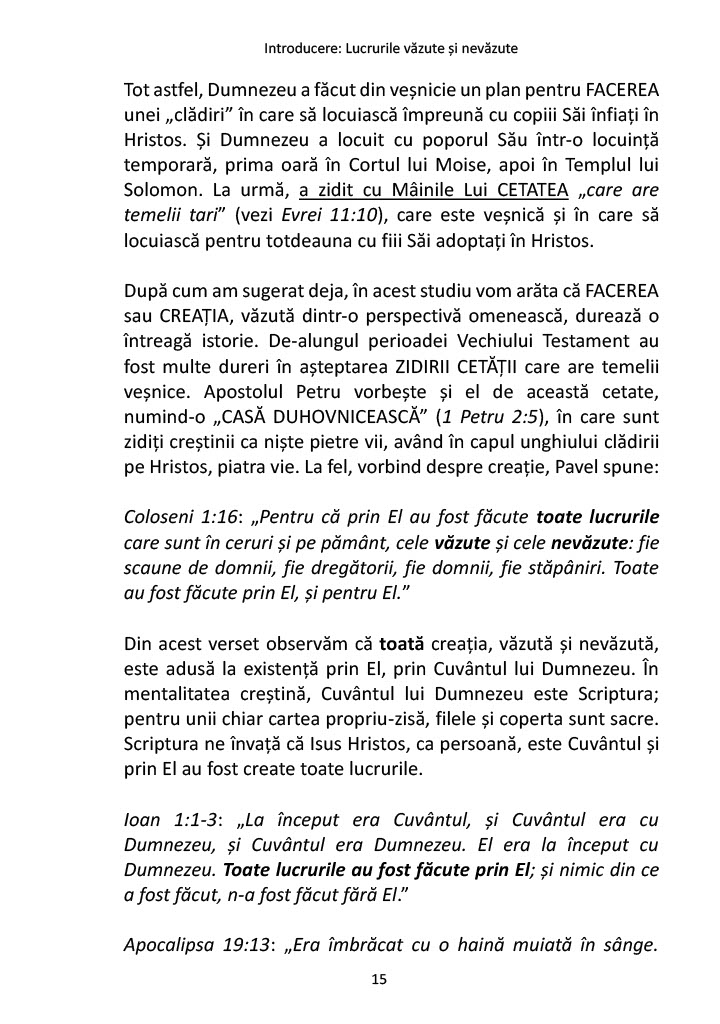 Introducere: Lucrurile văzute și nevăzute
Tot astfel, Dumnezeu a făcut din veșnicie un plan pentru FACEREA
unei „clădiri” în care să locuiască împreună cu copiii Săi înfiați în
Hristos. Și Dumnezeu a locuit cu poporul Său într-o locuință
temporară, prima oară în Cortul lui Moise, apoi în Templul lui
Solomon. La urmă, a zidit cu Mâinile Lui CETATEA „care are
temelii tari” (vezi Evrei 11:10), care este veșnică și în care să
locuiască pentru totdeauna cu fiii Săi adoptați în Hristos.
După cum am sugerat deja, în acest studiu vom arăta că FACEREA
sau CREAȚIA, văzută dintr-o perspectivă omenească, durează o
întreagă istorie. De-alungul perioadei Vechiului Testament au
fost multe dureri în așteptarea ZIDIRII CETĂȚII care are temelii
veșnice. Apostolul Petru vorbește și el de această cetate,
numind-o „CASĂ DUHOVNICEASCĂ” (1 Petru 2:5), în care sunt
zidiți creștinii ca niște pietre vii, având în capul unghiului clădirii
pe Hristos, piatra vie. La fel, vorbind despre creație, Pavel spune:
Coloseni 1:16: „Pentru că prin El au fost făcute toate lucrurile
care sunt în ceruri și pe pământ, cele văzute și cele nevăzute: fie
scaune de domnii, fie dregătorii, fie domnii, fie stăpâniri. Toate
au fost făcute prin El, și pentru El.”
Din acest verset observăm că toată creația, văzută și nevăzută,
este adusă la existență prin El, prin Cuvântul lui Dumnezeu. În
mentalitatea creștină, Cuvântul lui Dumnezeu este Scriptura;
pentru unii chiar cartea propriu-zisă, filele și coperta sunt sacre.
Scriptura ne învață că Isus Hristos, ca persoană, este Cuvântul și
prin El au fost create toate lucrurile.
Ioan 1:1-3: „La început era Cuvântul, și Cuvântul era cu
Dumnezeu, și Cuvântul era Dumnezeu. El era la început cu
Dumnezeu. Toate lucrurile au fost făcute prin El; și nimic din ce
a fost făcut, n-a fost făcut fără El.”
Apocalipsa 19:13: „Era îmbrăcat cu o haină muiată în sânge.
15